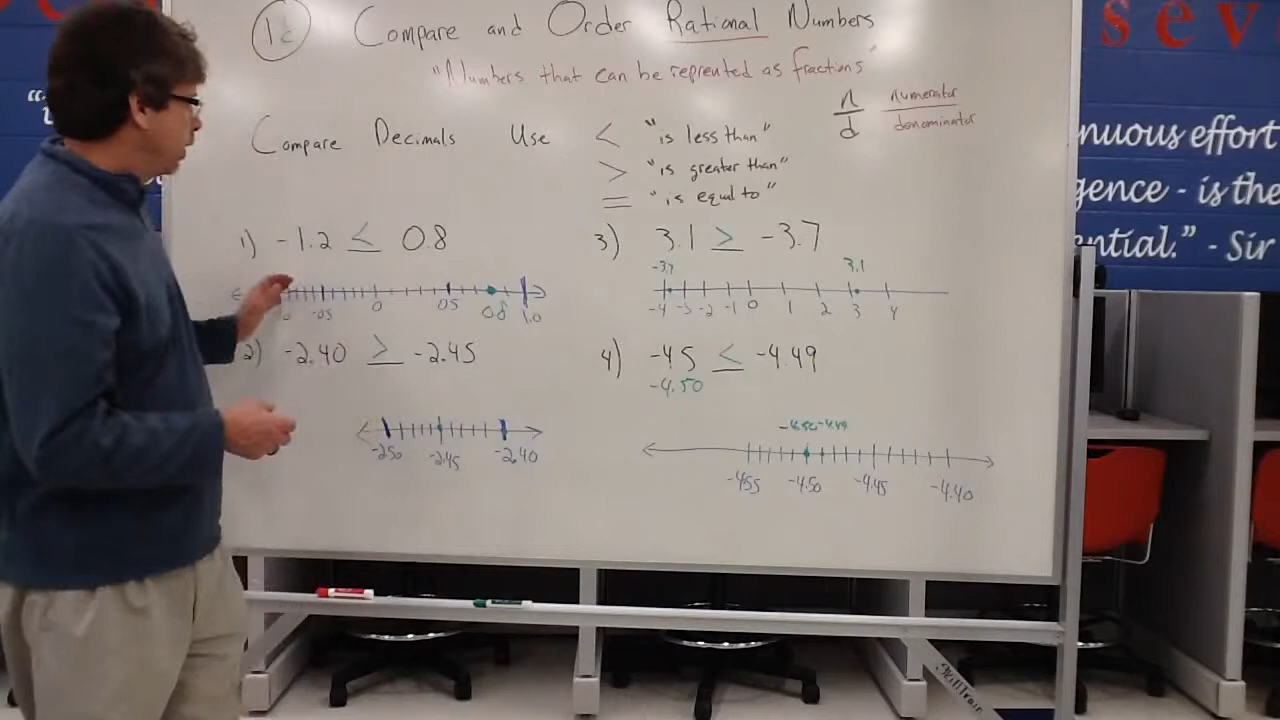 1c Compare and Order Rational Numbers
"Numbers that can be reprented as fractions"
n/d numerator/denominator
Compare Decimals Use < "is less than"
> "is greater than"
= "is equal to"
1) -1.2 < 0.8
-0.5 0 0.5 0.8 1.0
2) -2.40 > -2.45
-2.50 -2.45 -2.40
3) 3.1 > -3.7
-3.7 3.1
-4 -3 -2 -1 0 1 2 3 4
4) -4.5 < -4.49
-4.50
-4.50 -4.49
-4.55 -4.50 -4.45 -4.40
sev
nuous effort
gence - is the
ntial." - Sir
SkillTrain